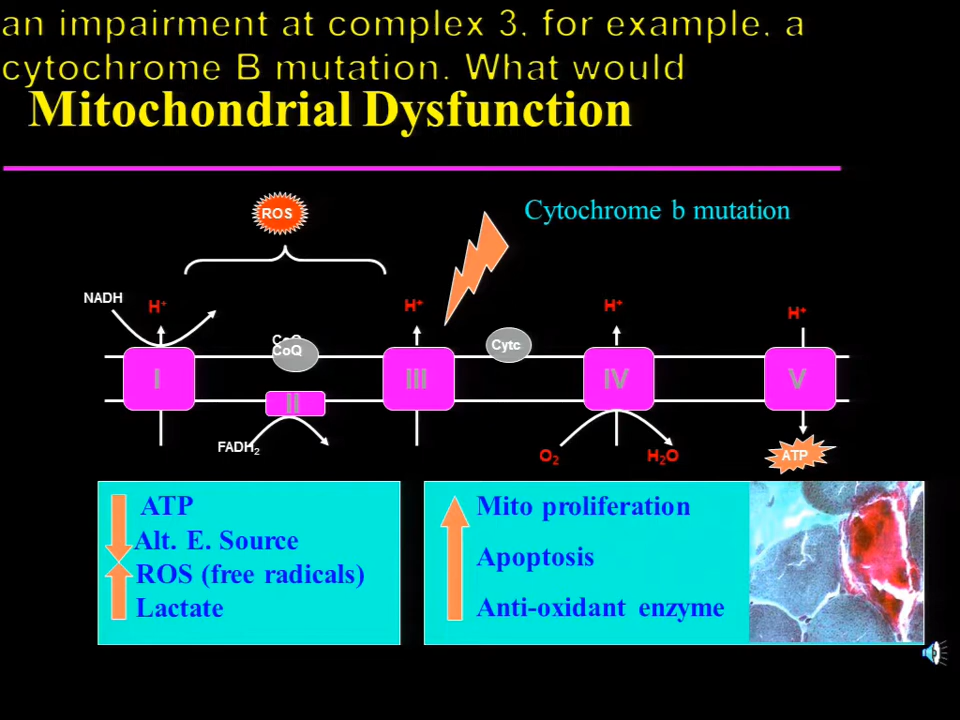 an impairment at complex 3, for example, a
cytochrome B mutation. What would
Mitochondrial Dysfunction
Cytochrome b mutation
ROS
NADH
H+
H+
H+
H+
CoQ
CoQ
Cytc
I
II
III
IV
V
FADH2
O2
H2O
ATP
ATP
Alt. E. Source
ROS (free radicals)
Lactate
Mito proliferation
Apoptosis
Anti-oxidant enzyme